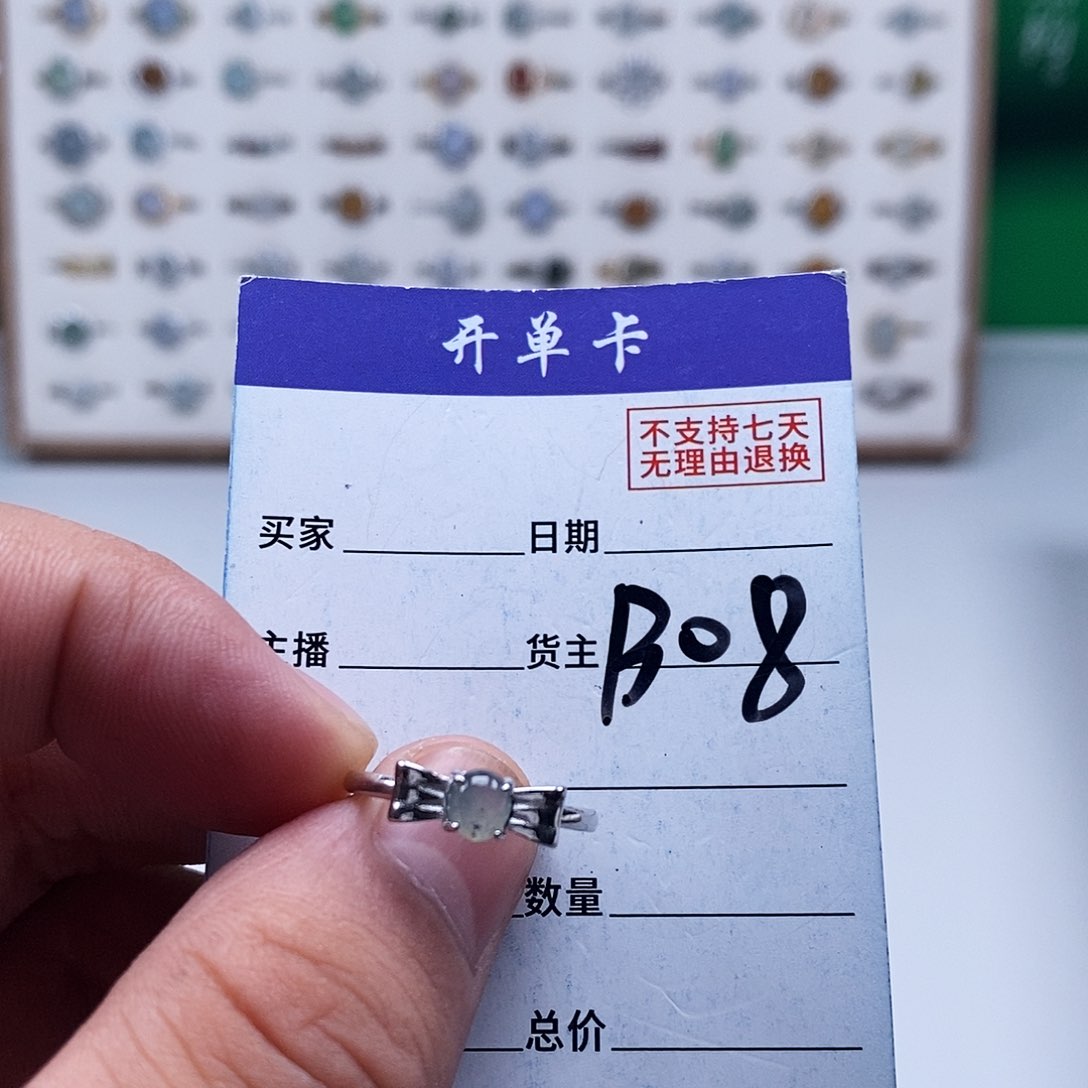 开单卡
不支持七天
无理由退换
买家 日期
主播 货主 B08
数量
总价